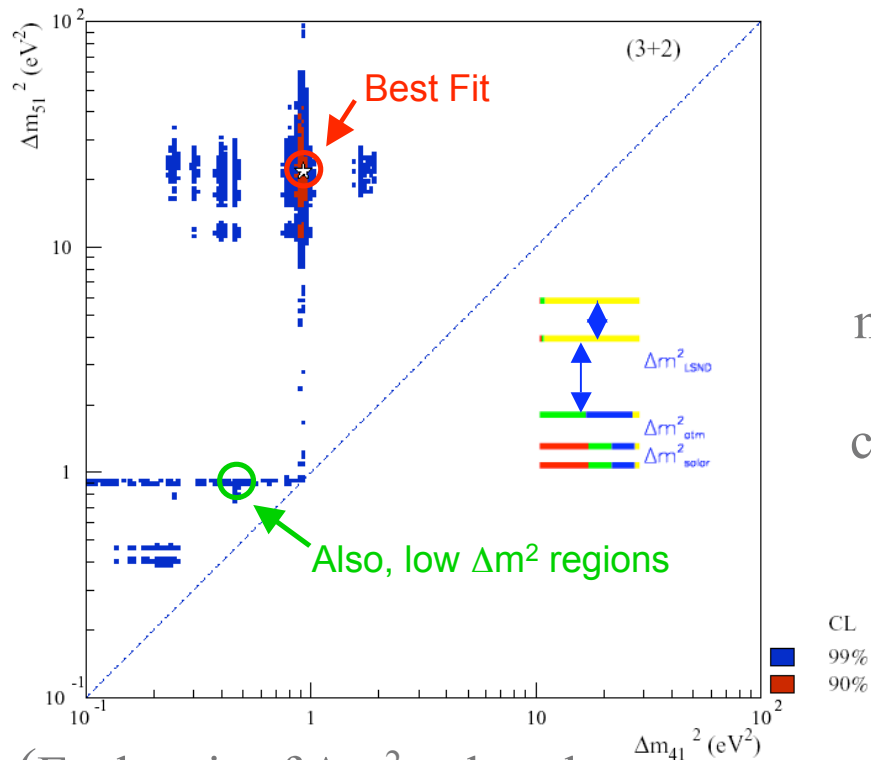 10²
(3+2)
Δm₅₁² (eV²)
Best Fit
10
Δm²LSND
n
Δm²atm
c
Δm²solar
1
Also, low Δm² regions
CL
99%
90%
10⁻¹
10⁻¹ 1 10 10²
Δm₄₁² (eV²)